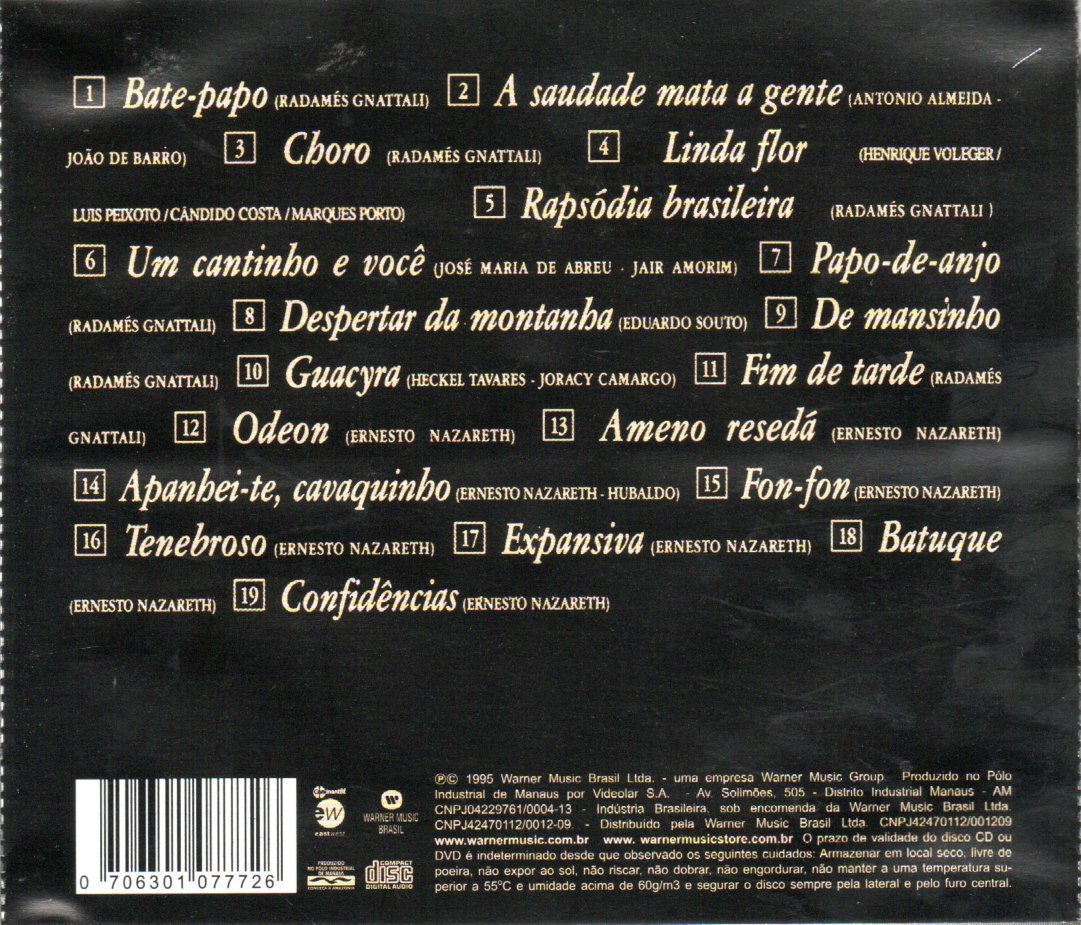 1 Bate-papo (RADAMÉS GNATTALI) 2 A saudade mata a gente (ANTONIO ALMEIDA -
JOÃO DE BARRO) 3 Choro (RADAMÉS GNATTALI) 4 Linda flor (HENRIQUE VOLEGER /
LUIS PEIXOTO / CÂNDIDO COSTA / MARQUES PORTO) 5 Rapsódia brasileira (RADAMÉS GNATTALI )
6 Um cantinho e você (JOSÉ MARIA DE ABREU - JAIR AMORIM) 7 Papo-de-anjo
(RADAMÉS GNATTALI) 8 Despertar da montanha (EDUARDO SOUTO) 9 De mansinho
(RADAMÉS GNATTALI) 10 Guacyra (HECKEL TAVARES - JORACY CAMARGO) 11 Fim de tarde (RADAMÉS
GNATTALI) 12 Odeon (ERNESTO NAZARETH) 13 Ameno resedá (ERNESTO NAZARETH)
14 Apanhei-te, cavaquinho (ERNESTO NAZARETH - HUBALDO) 15 Fon-fon (ERNESTO NAZARETH)
16 Tenebroso (ERNESTO NAZARETH) 17 Expansiva (ERNESTO NAZARETH) 18 Batuque
(ERNESTO NAZARETH) 19 Confidências (ERNESTO NAZARETH)
0 706301 077726
continental
ew
eastwest
WARNER MUSIC
BRASIL
PRODUZIDO
NO PÓLO INDUSTRIAL
DE MANAUS
CONHEÇA A AMAZÔNIA
COMPACT
disc
DIGITAL AUDIO
℗© 1995 Warner Music Brasil Ltda. - uma empresa Warner Music Group. Produzido no Pólo
Industrial de Manaus por Videolar S.A. - Av. Solimões, 505 - Distrito Industrial Manaus - AM
CNPJ04229761/0004-13 - Indústria Brasileira, sob encomenda da Warner Music Brasil Ltda.
CNPJ42470112/0012-09. - Distribuído pela Warner Music Brasil Ltda. CNPJ42470112/001209
www.warnermusic.com.br www. warnermusicstore.com.br O prazo de validade do disco CD ou
DVD é indeterminado desde que observado os seguintes cuidados: Armazenar em local seco, livre de
poeira, não expor ao sol, não riscar, não dobrar, não engordurar, não manter a uma temperatura su-
perior a 55°C e umidade acima de 60g/m3 e segurar o disco sempre pela lateral e pelo furo central.